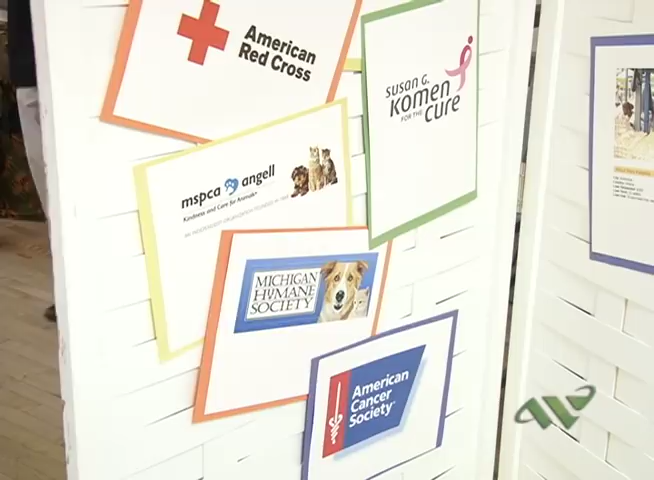 American
Red Cross
SUSAN G.
Komen
FOR THE
Cure
mspca angell
Kindness and Care for Animals
MICHIGAN
HUMANE
SOCIETY
American
Cancer
Society